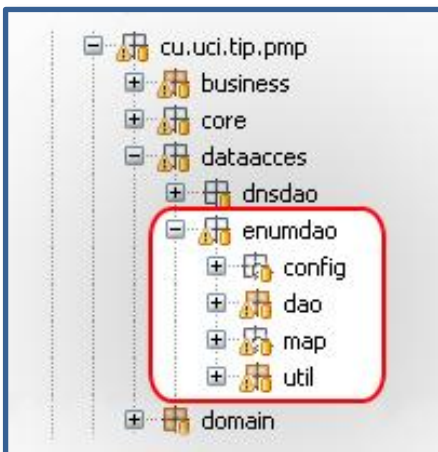 cu.uci.tip.pmp
business
core
dataacces
dnsdao
enumdao
config
dao
map
util
domain